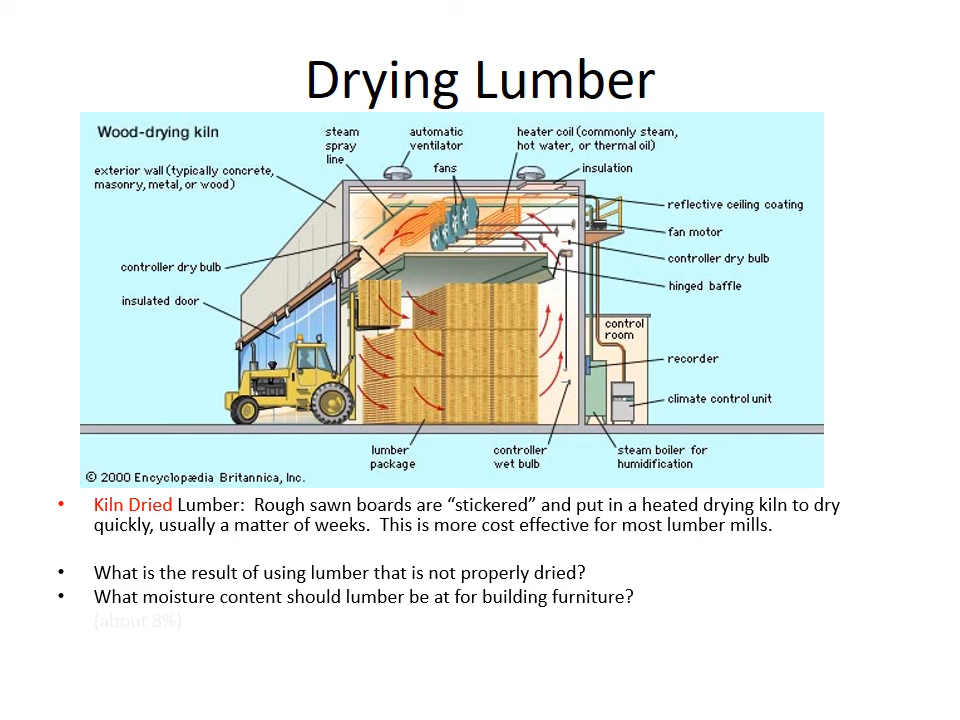 Drying Lumber
Wood-drying kiln
steam
spray
line
automatic
ventilator
fans
heater coil (commonly steam,
hot water, or thermal oil)
insulation
exterior wall (typically concrete,
masonry, metal, or wood)
reflective ceiling coating
fan motor
controller dry bulb
controller dry bulb
hinged baffle
insulated door
control
room
recorder
climate control unit
lumber
package
controller
wet bulb
steam boiler for
humidification
© 2000 Encyclopædia Britannica, Inc.
• Kiln Dried Lumber: Rough sawn boards are “stickered” and put in a heated drying kiln to dry
quickly, usually a matter of weeks. This is more cost effective for most lumber mills.
• What is the result of using lumber that is not properly dried?
• What moisture content should lumber be at for building furniture?
(about 8%)